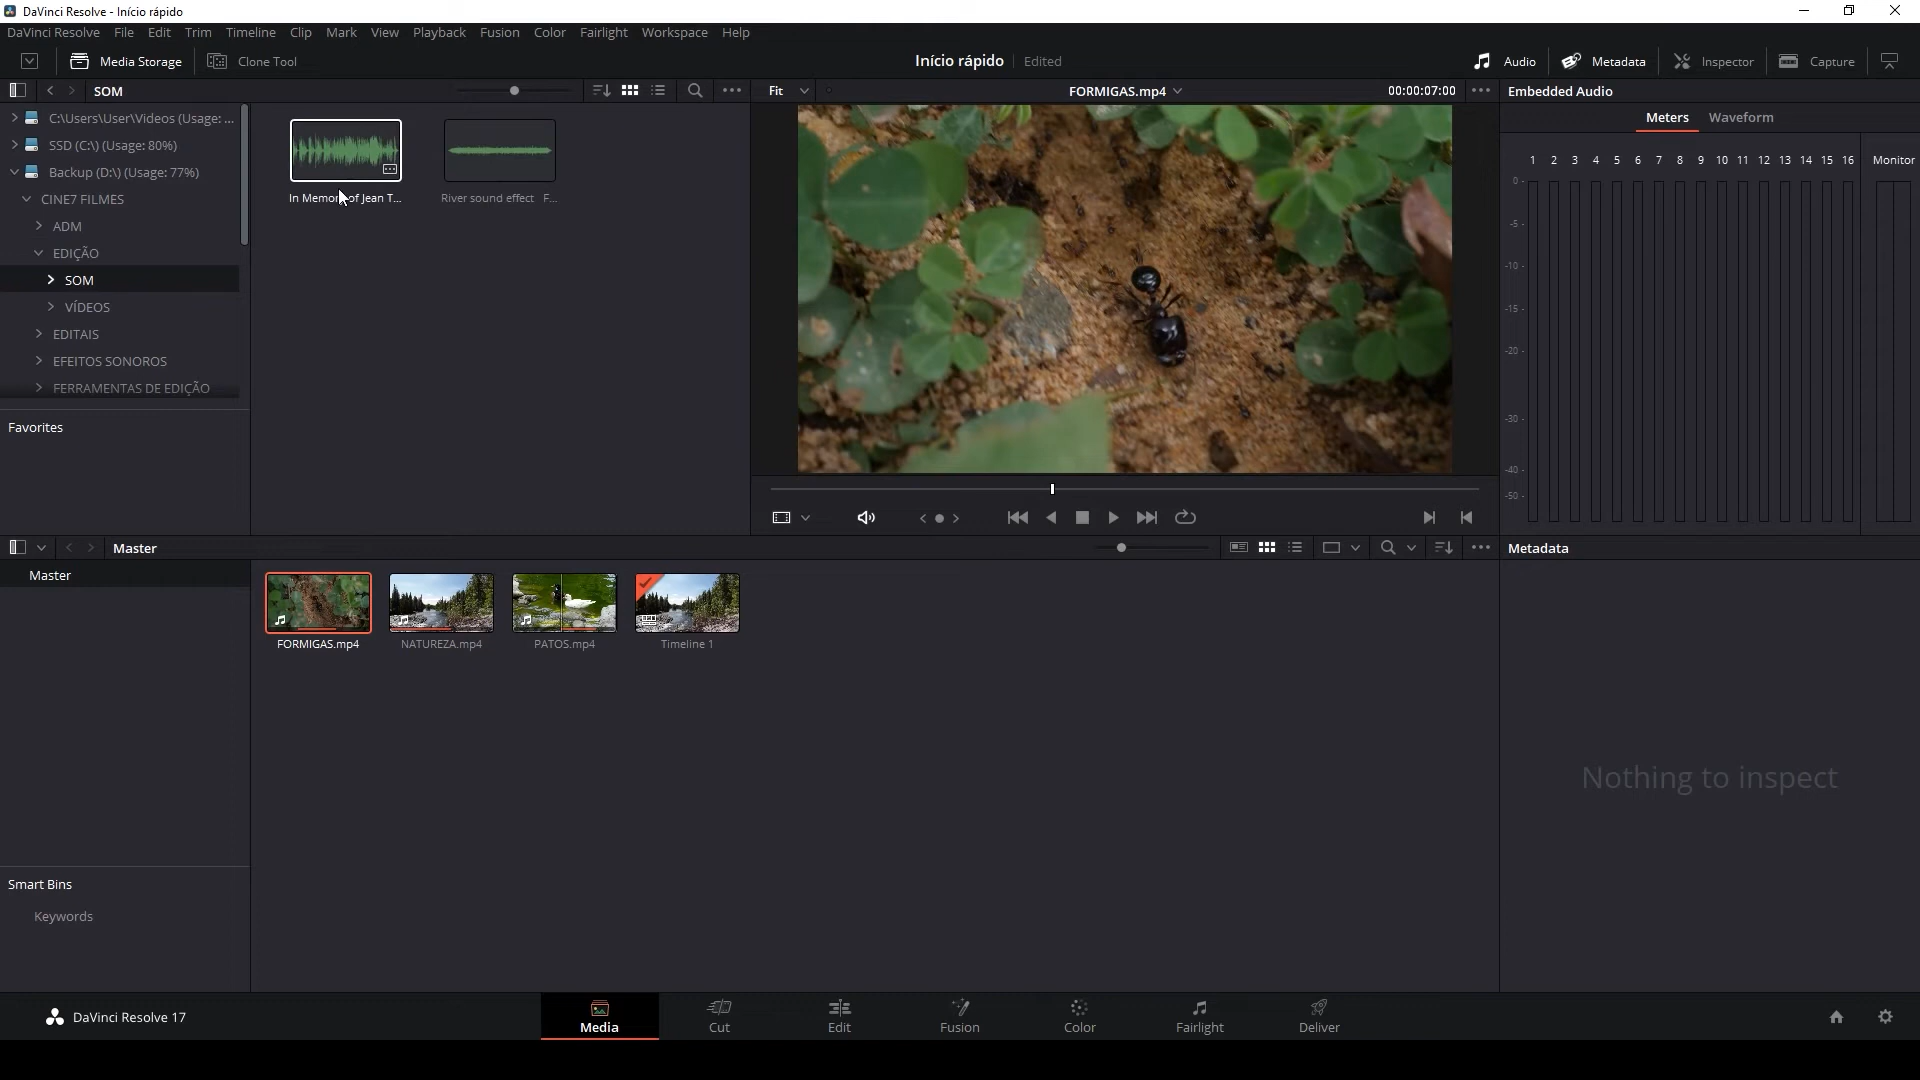 DaVinci Resolve - Início rápido
DaVinci Resolve File Edit Trim Timeline Clip Mark View Playback Fusion Color Fairlight Workspace Help
Media Storage Clone Tool Início rápido Edited Audio Metadata Inspector Capture
SOM Fit FORMIGAS.mp4 00:00:07:00 Embedded Audio
Meters Waveform
C:\Users\User\Videos (Usage: ...
SSD (C:\) (Usage: 80%)
Backup (D:\) (Usage: 77%)
CINE7 FILMES
ADM
EDIÇÃO
SOM
VÍDEOS
EDITAIS
EFEITOS SONOROS
FERRAMENTAS DE EDIÇÃO
Favorites
of Jean T...
River sound effect F...
1 2 3 4 5 6 7 8 9 10 11 12 13 14 15 16 Monitor
0
-5
-10
-15
-20
-30
-40
-50
Master Metadata
Master
FORMIGAS.mp4 NATUREZA.mp4 PATOS.mp4 Timeline 1
Nothing to inspect
Smart Bins
Keywords
DaVinci Resolve 17 Media Cut Edit Fusion Color Fairlight Deliver